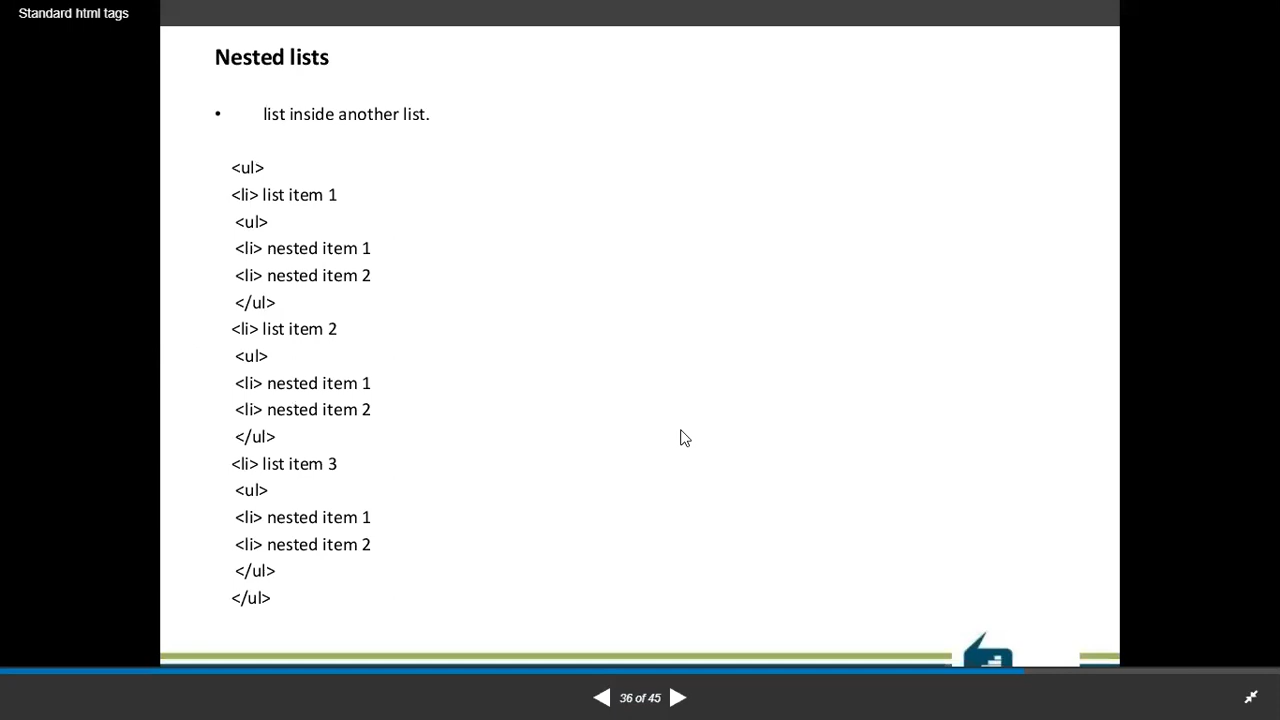 Standard html tags
Nested lists
• list inside another list.
<ul>
<li> list item 1
<ul>
<li> nested item 1
<li> nested item 2
</ul>
<li> list item 2
<ul>
<li> nested item 1
<li> nested item 2
</ul>
<li> list item 3
<ul>
<li> nested item 1
<li> nested item 2
</ul>
</ul>
36 of 45